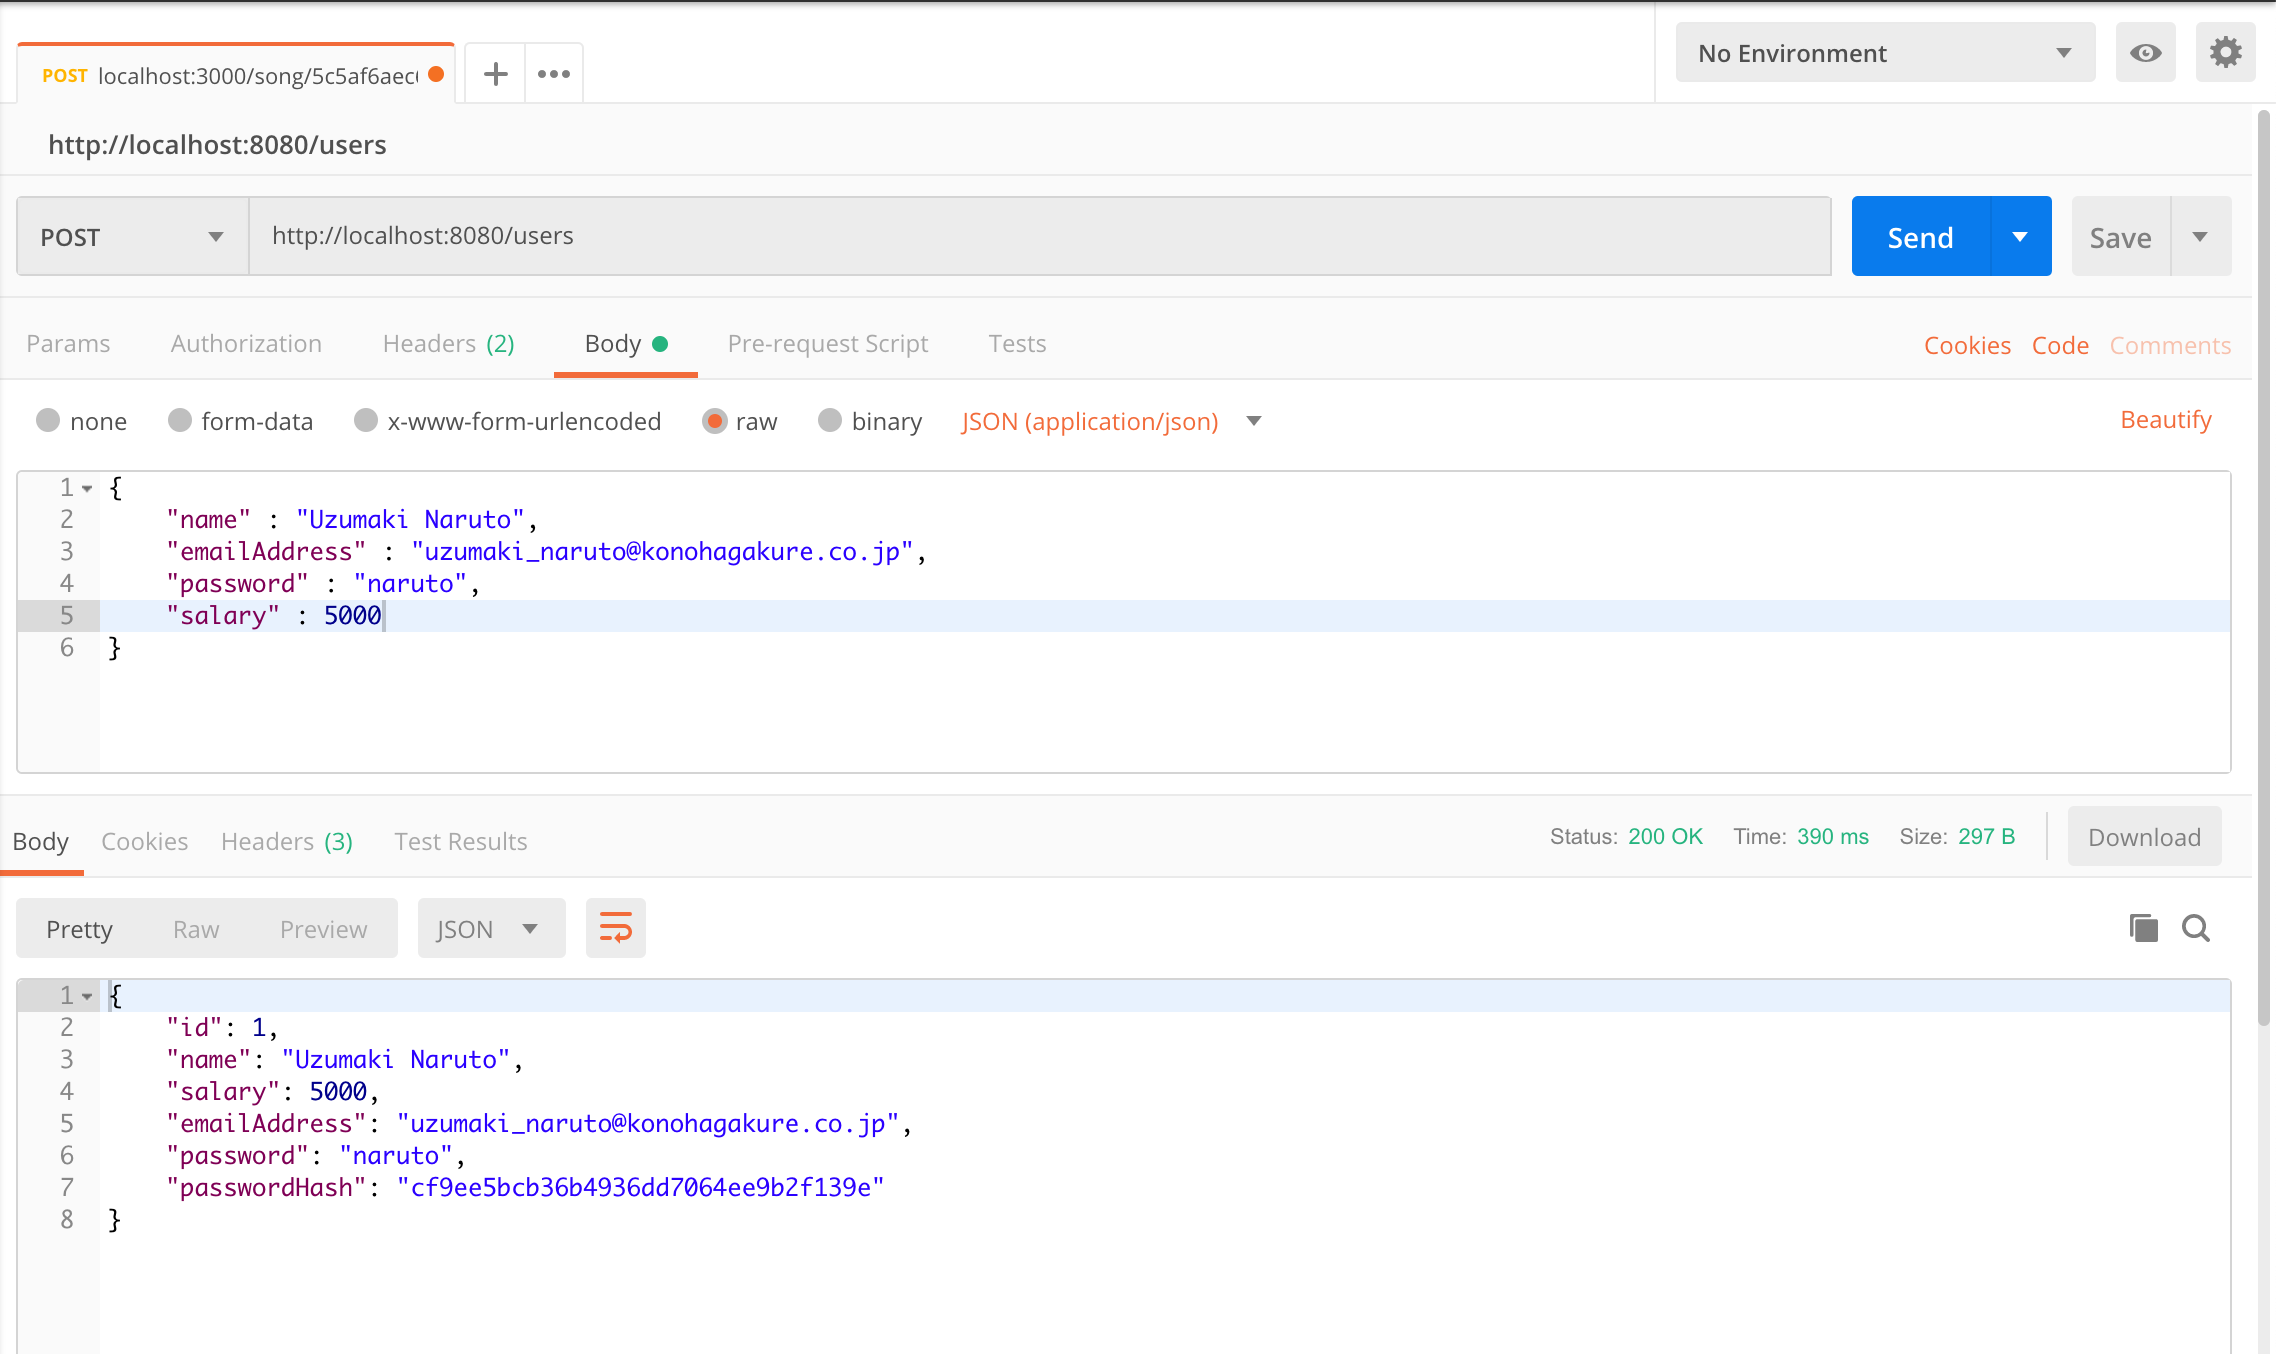 POST localhost:3000/song/5c5af6aec
No Environment
http://localhost:8080/users
POST http://localhost:8080/users Send Save
Params Authorization Headers (2) Body Pre-request Script Tests Cookies Code Comments
none form-data x-www-form-urlencoded raw binary JSON (application/json) Beautify
1 {
2 "name" : "Uzumaki Naruto",
3 "emailAddress" : "uzumaki_naruto@konohagakure.co.jp",
4 "password" : "naruto",
5 "salary" : 5000
6 }
Body Cookies Headers (3) Test Results Status: 200 OK Time: 390 ms Size: 297 B Download
Pretty Raw Preview JSON
1 {
2 "id": 1,
3 "name": "Uzumaki Naruto",
4 "salary": 5000,
5 "emailAddress": "uzumaki_naruto@konohagakure.co.jp",
6 "password": "naruto",
7 "passwordHash": "cf9ee5bcb36b4936dd7064ee9b2f139e"
8 }